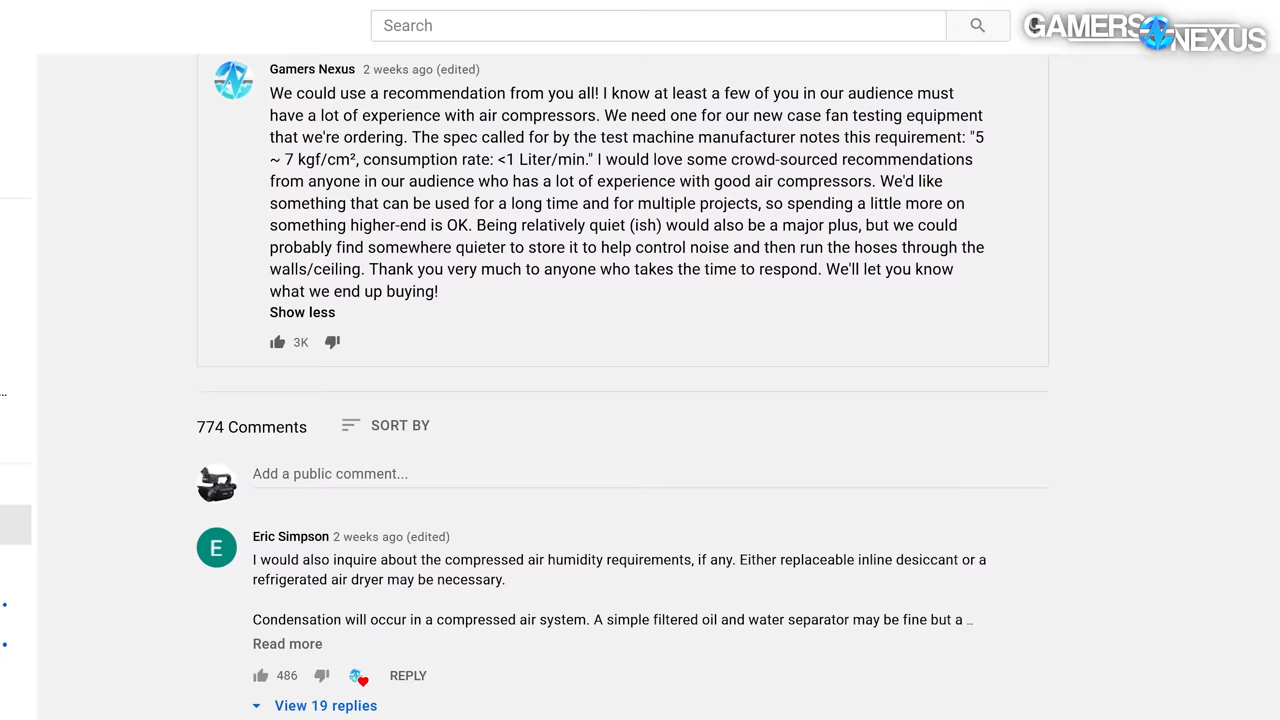 Search
GAMERS NEXUS
Gamers Nexus 2 weeks ago (edited)
We could use a recommendation from you all! I know at least a few of you in our audience must
have a lot of experience with air compressors. We need one for our new case fan testing equipment
that we're ordering. The spec called for by the test machine manufacturer notes this requirement: "5
~ 7 kgf/cm², consumption rate: <1 Liter/min." I would love some crowd-sourced recommendations
from anyone in our audience who has a lot of experience with good air compressors. We'd like
something that can be used for a long time and for multiple projects, so spending a little more on
something higher-end is OK. Being relatively quiet (ish) would also be a major plus, but we could
probably find somewhere quieter to store it to help control noise and then run the hoses through the
walls/ceiling. Thank you very much to anyone who takes the time to respond. We'll let you know
what we end up buying!
Show less
3K
774 Comments SORT BY
Add a public comment...
E
Eric Simpson 2 weeks ago (edited)
I would also inquire about the compressed air humidity requirements, if any. Either replaceable inline desiccant or a
refrigerated air dryer may be necessary.
Condensation will occur in a compressed air system. A simple filtered oil and water separator may be fine but a ...
Read more
486 REPLY
View 19 replies